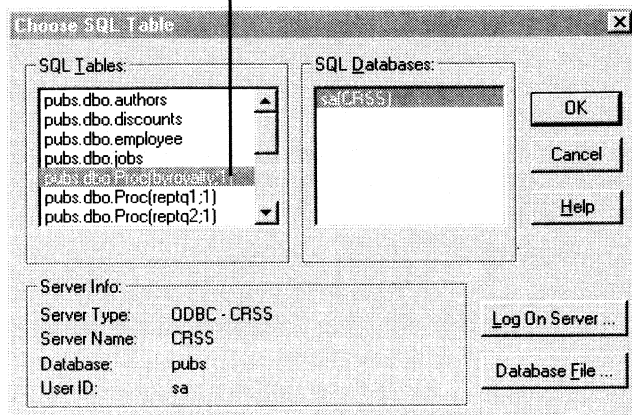 Choose SQL Table
SQL Tables:
pubs.dbo.authors
pubs.dbo.discounts
pubs.dbo.employee
pubs.dbo.jobs
pubs.dbo.Proc(byroyalty;1)
pubs.dbo.Proc(reptq1;1)
pubs.dbo.Proc(reptq2;1)
SQL Databases:
sa(CRSS)
OK
Cancel
Help
Server Info:
Server Type: ODBC - CRSS
Server Name: CRSS
Database: pubs
User ID: sa
Log On Server ...
Database File ...